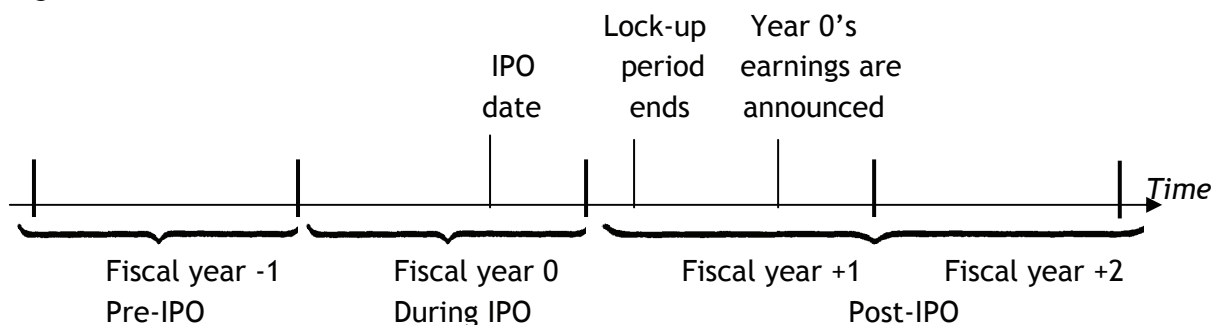 Lock-up Year 0’s
IPO period earnings are
date ends announced
Time
Fiscal year -1 Fiscal year 0 Fiscal year +1 Fiscal year +2
Pre-IPO During IPO Post-IPO